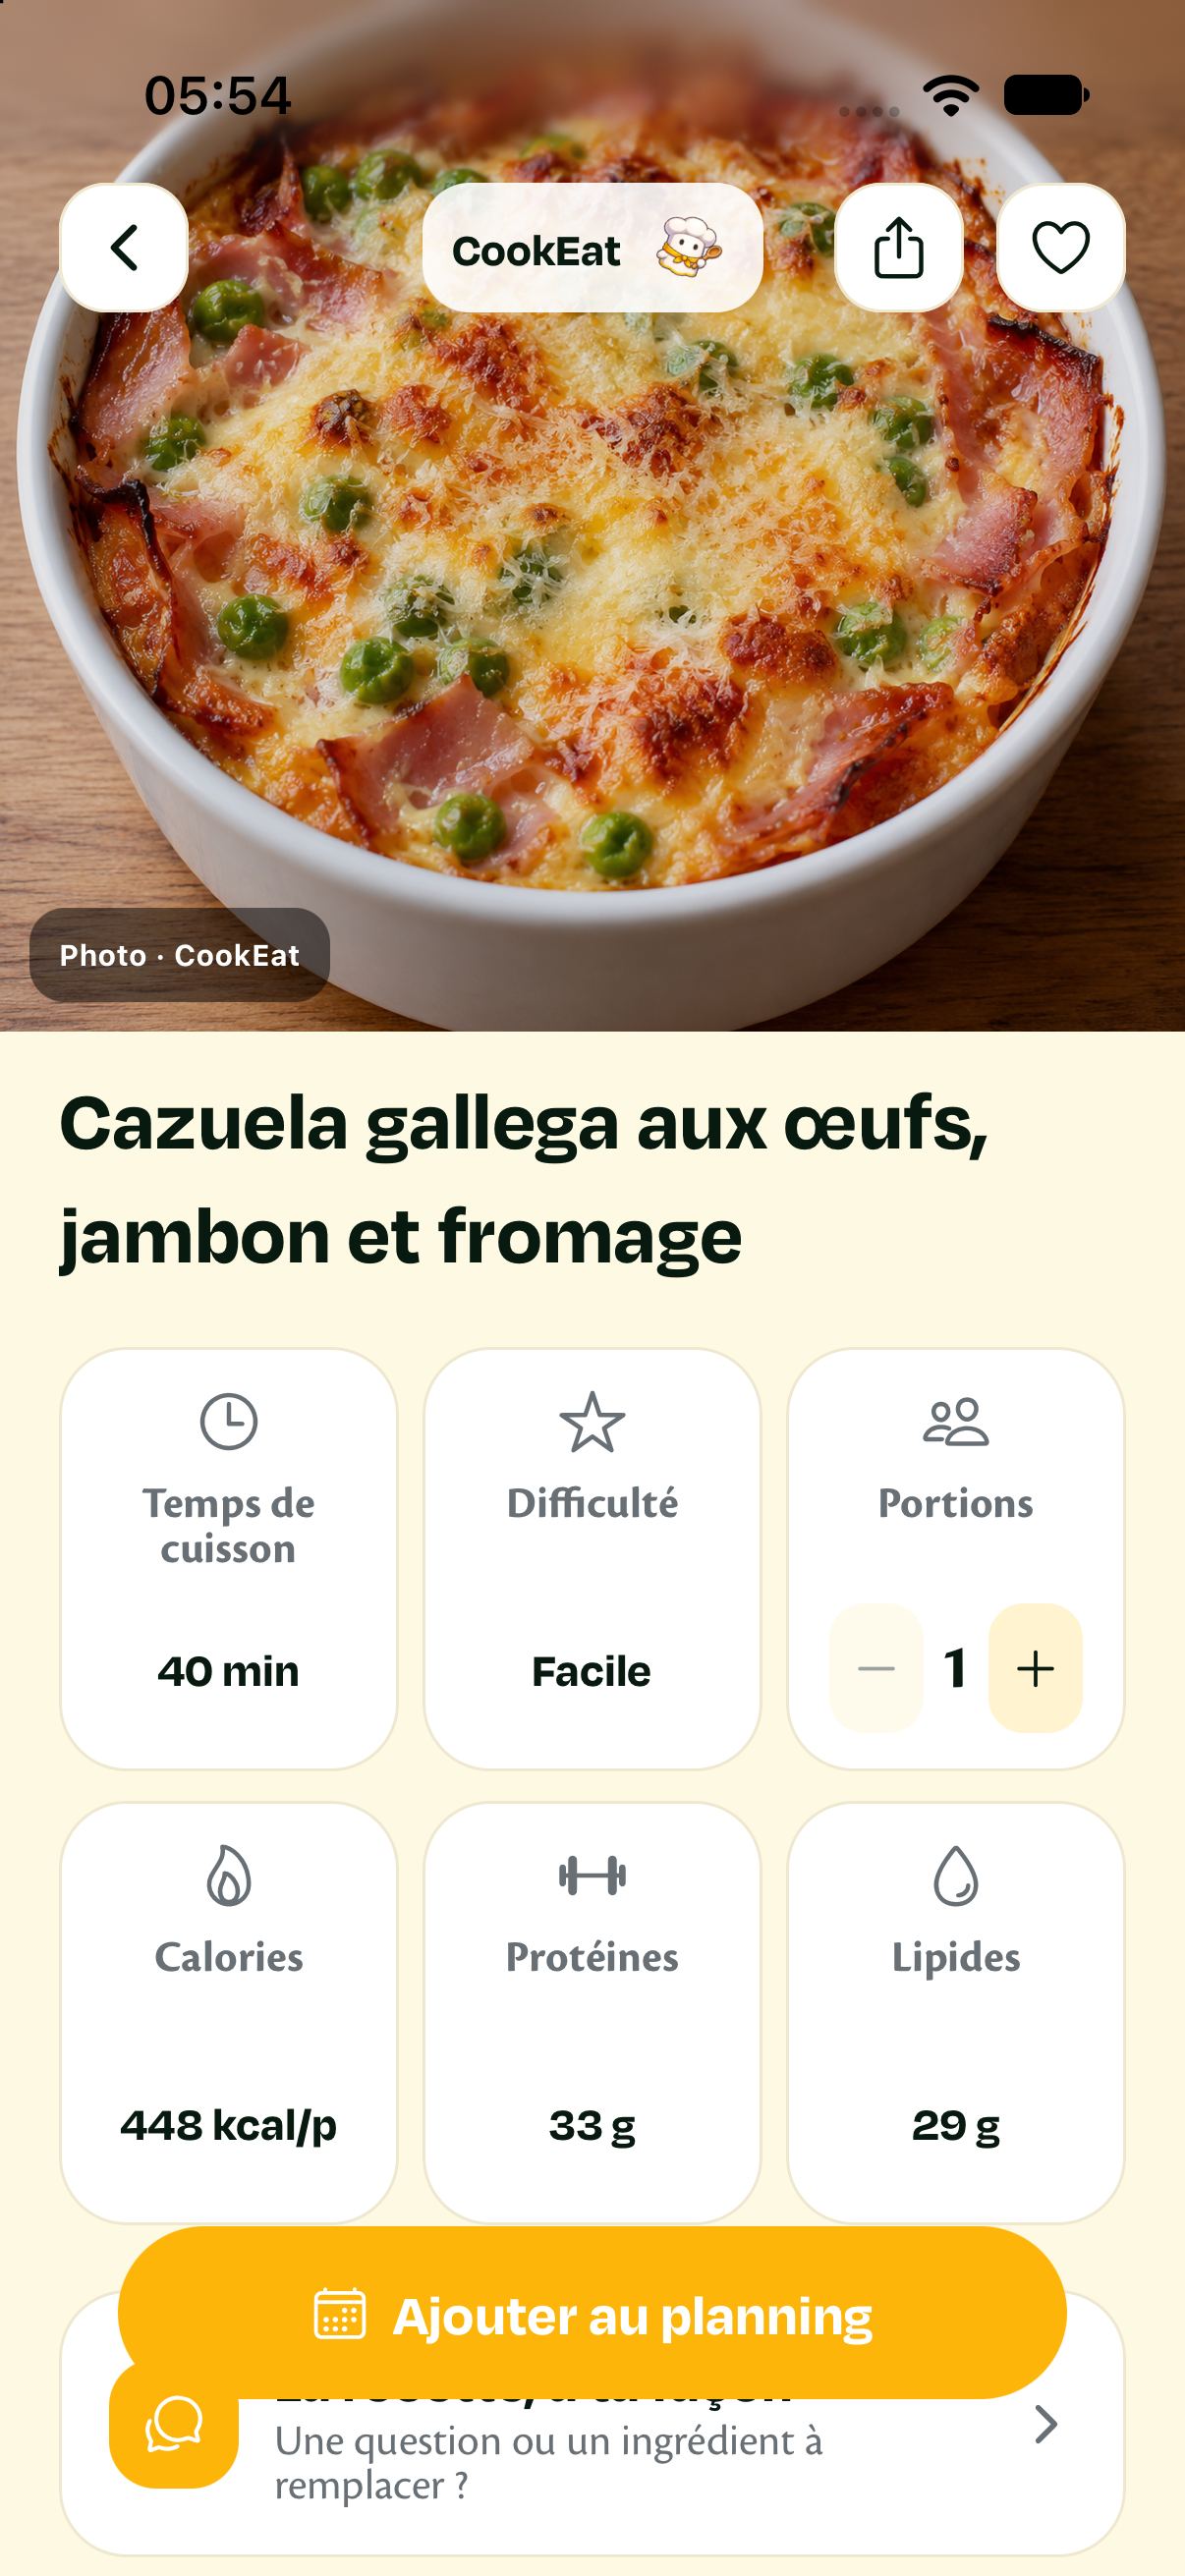 05:54
CookEat
Photo · CookEat
Cazuela gallega aux œufs,
jambon et fromage
Temps de
cuisson
40 min
Difficulté
Facile
Portions
1
Calories
448 kcal/p
Protéines
33 g
Lipides
29 g
Ajouter au planning
Une question ou un ingrédient à
remplacer ?